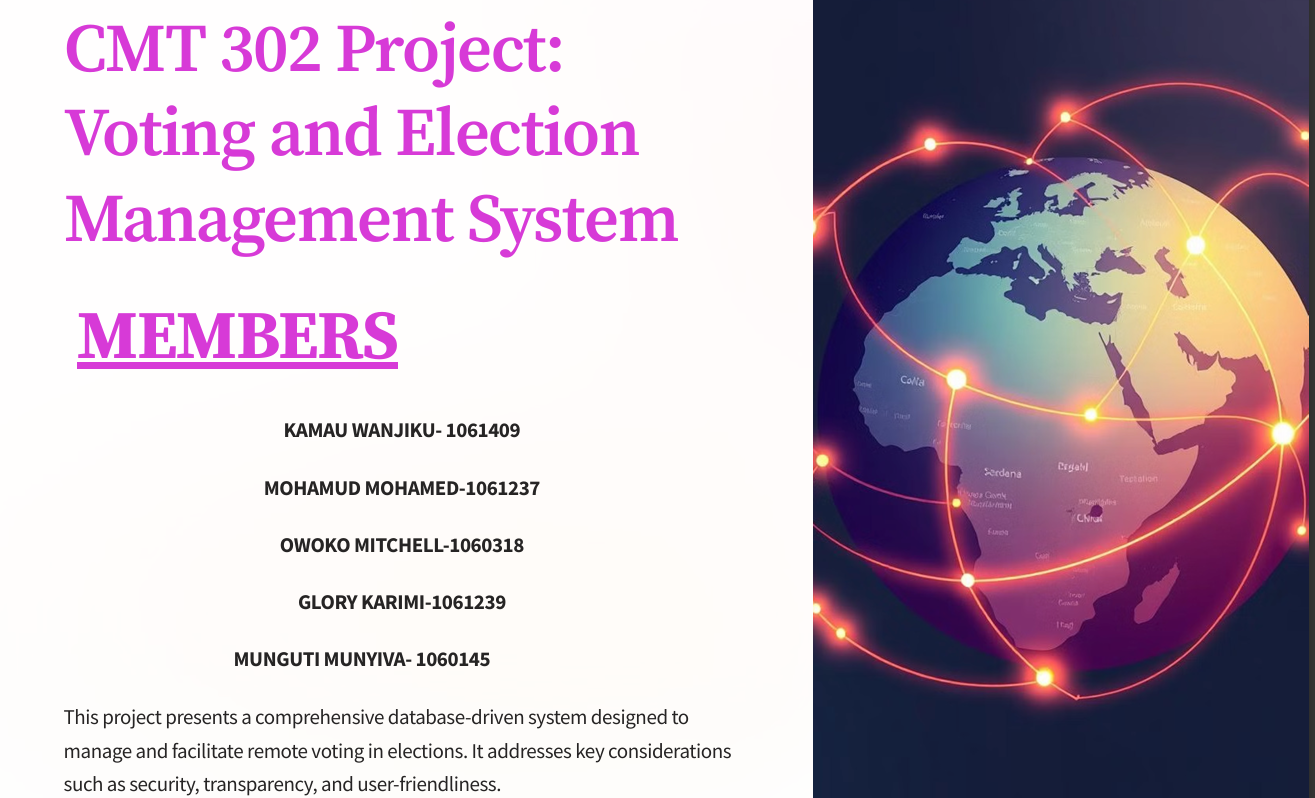 CMT 302 Project:
Voting and Election
Management System
MEMBERS
KAMAU WANJIKU- 1061409
MOHAMUD MOHAMED-1061237
OWOKO MITCHELL-1060318
GLORY KARIMI-1061239
MUNGUTI MUNYIVA- 1060145
This project presents a comprehensive database-driven system designed to
manage and facilitate remote voting in elections. It addresses key considerations
such as security, transparency, and user-friendliness.